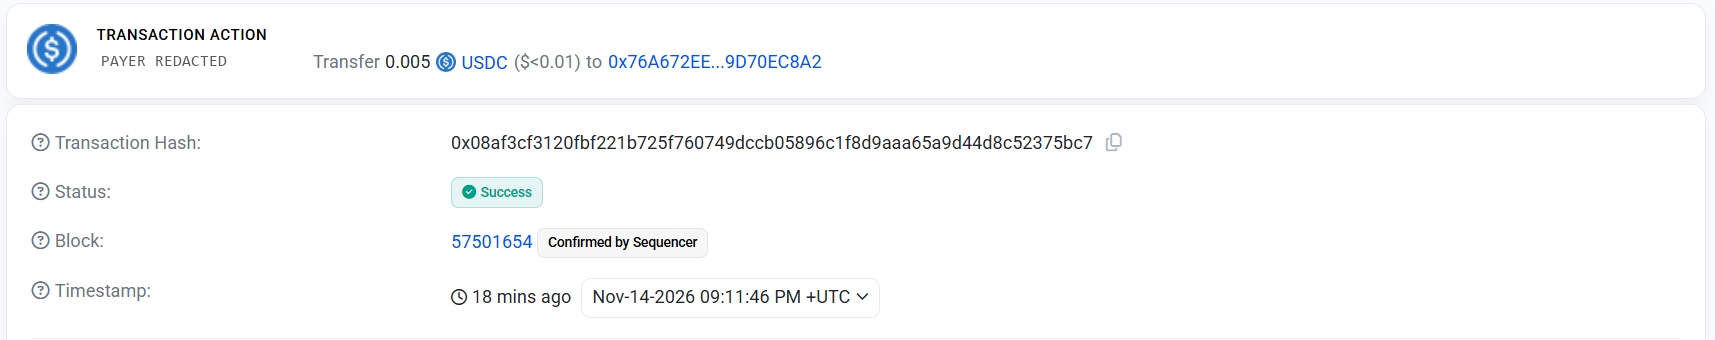 TRANSACTION ACTION
PAYER REDACTED Transfer 0.005 USDC ($<0.01) to 0x76A672EE...9D70EC8A2
Transaction Hash: 0x08af3cf3120fbf221b725f760749dccb05896c1f8d9aaa65a9d44d8c52375bc7
Status: Success
Block: 57501654 Confirmed by Sequencer
Timestamp: 18 mins ago Nov-14-2026 09:11:46 PM +UTC